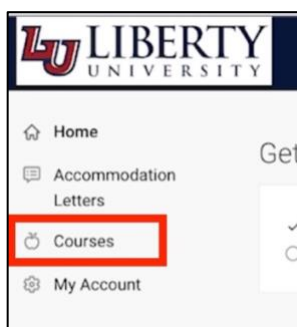 LU LIBERTY
UNIVERSITY
Home
Get
Accommodation
Letters
Courses
My Account